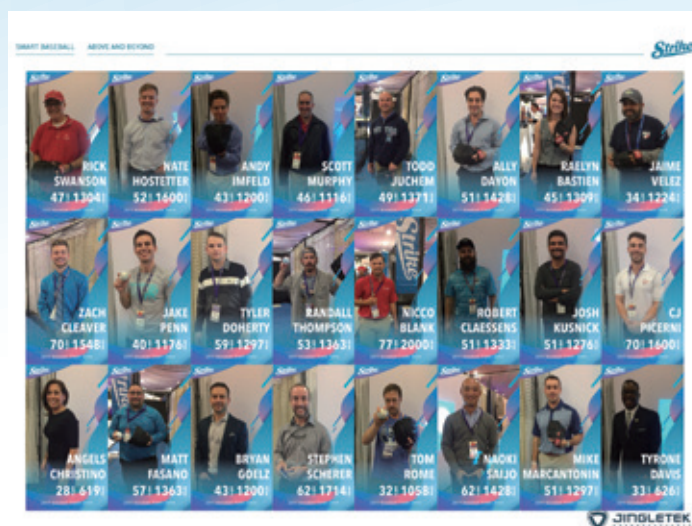 SMART BASEBALL ABOVE AND BEYOND
Strike
RICK
SWANSON
47 1304
NATE
HOSTETTER
52 1600
ANDY
IMFELD
43 1200
SCOTT
MURPHY
46 1116
TODD
JUCHEM
49 1371
ALLY
DAYON
51 1428
RAELYN
BASTIEN
45 1309
JAIME
VELEZ
34 1224
ZACH
CLEAVER
70 1548
JAKE
PENN
40 1176
TYLER
DOHERTY
59 1297
RANDALL
THOMPSON
53 1363
NICCO
BLANK
77 2000
ROBERT
CLAESSENS
51 1333
JOSH
KUSNICK
51 1276
CJ
PICERNI
70 1600
ANGELS
CHRISTINO
28 619
MATT
FASANO
57 1363
BRYAN
GOELZ
43 1200
STEPHEN
SCHERER
62 1714
TOM
ROME
32 1058
NAOKI
SAIJO
62 1428
MIKE
MARCANTONIN
51 1297
TYRONE
DAVIS
33 626
JINGLETEK